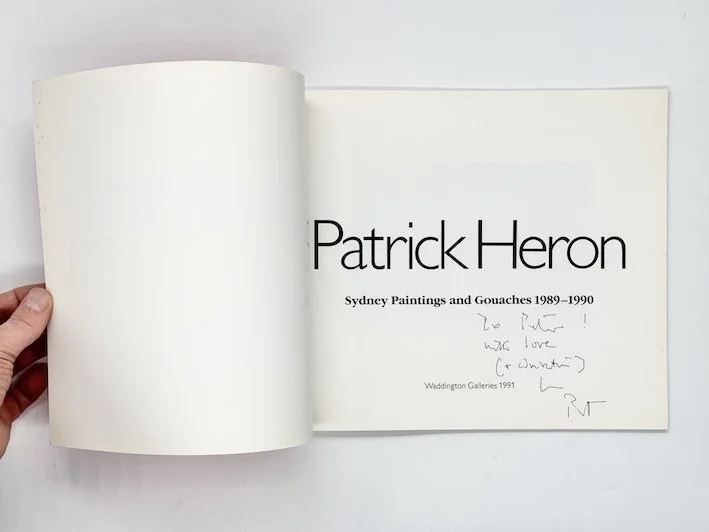 Patrick Heron
Sydney Paintings and Gouaches 1989–1990
To Peter !
with love
Waddington Galleries 1991